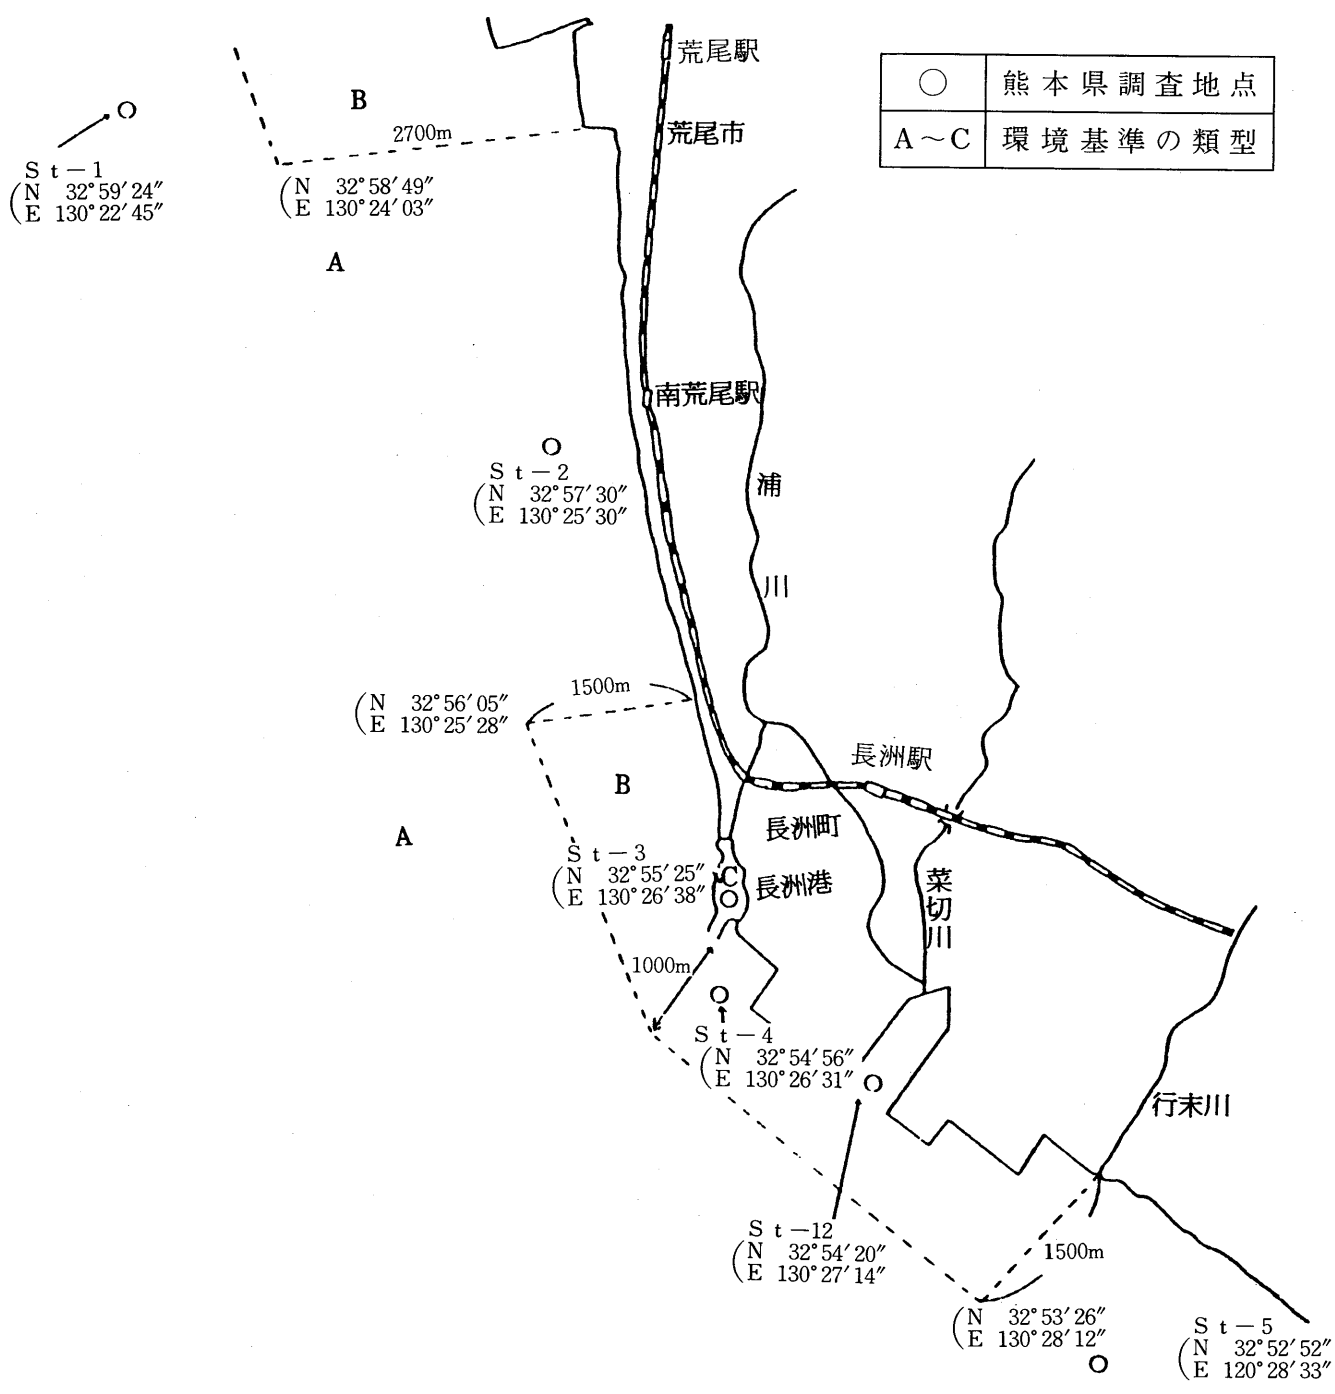 荒尾駅
○ 熊本県調査地点
A～C 環境基準の類型
B
2700m
荒尾市
St－1
(N 32°59′24″
E 130°22′45″
(N 32°58′49″
E 130°24′03″
A
南荒尾駅
St－2
(N 32°57′30″
E 130°25′30″
浦川
(N 32°56′05″
E 130°25′28″
1500m
長洲駅
B
A
長洲町
St－3
(N 32°55′25″
E 130°26′38″
C
長洲港
菜切川
1000m
St－4
(N 32°54′56″
E 130°26′31″
行末川
St－12
(N 32°54′20″
E 130°27′14″
1500m
(N 32°53′26″
E 130°28′12″
St－5
(N 32°52′52″
E 120°28′33″